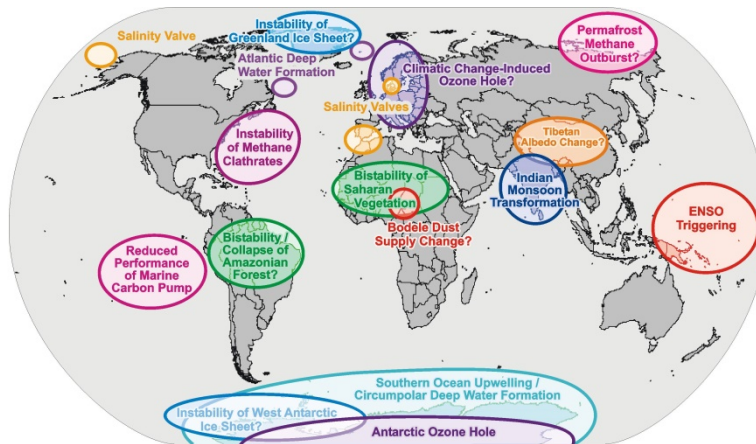 Salinity Valve
Instability of
Greenland Ice Sheet?
Permafrost
Methane
Outburst?
Atlantic Deep
Water Formation
Climatic Change-Induced
Ozone Hole?
Salinity Valves
Instability
of Methane
Clathrates
Tibetan
Albedo Change?
Bistability of
Saharan
Vegetation
Indian
Monsoon
Transformation
Bodele Dust
Supply Change?
ENSO
Triggering
Reduced
Performance
of Marine
Carbon Pump
Bistability /
Collapse of
Amazonian
Forest?
Southern Ocean Upwelling /
Circumpolar Deep Water Formation
Instability of West Antarctic
Ice Sheet?
Antarctic Ozone Hole